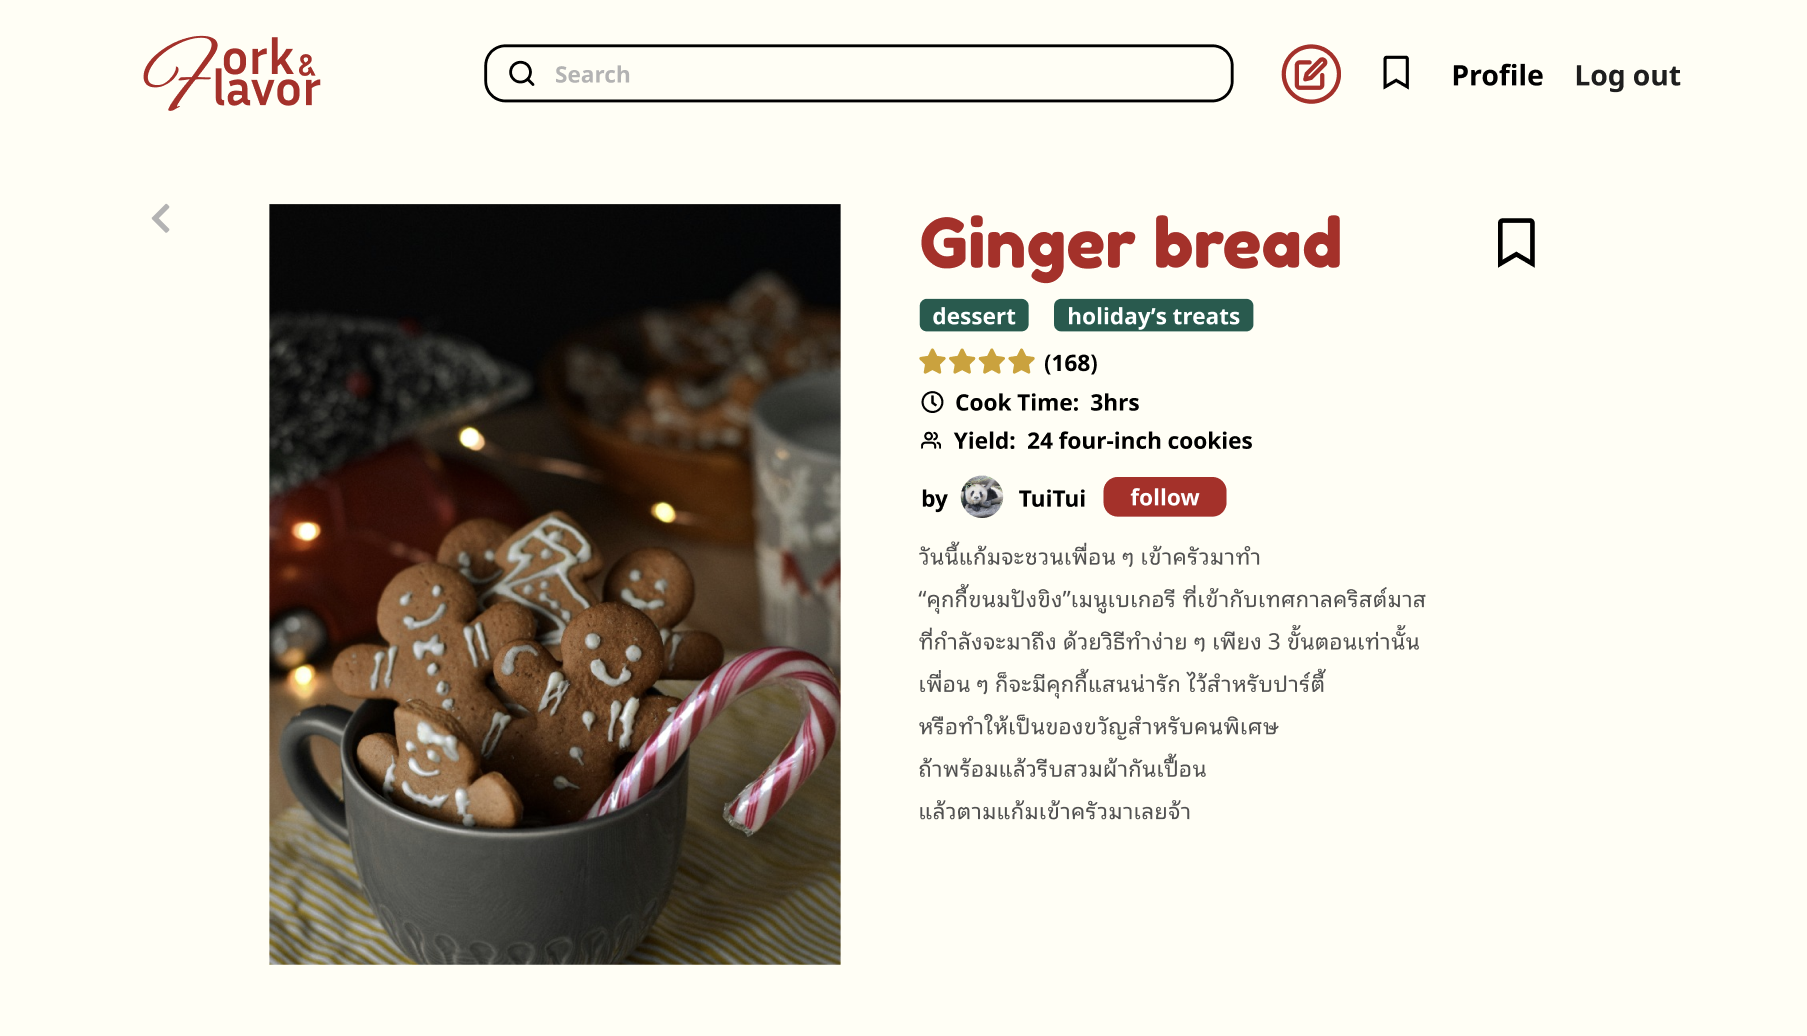 Fork &
Flavor
Search
Profile
Log out
Ginger bread
dessert
holiday’s treats
(168)
Cook Time: 3hrs
Yield: 24 four-inch cookies
by TuiTui follow
วันนี้แก้มจะชวนเพื่อน ๆ เข้าครัวมาทำ
“คุกกี้ขนมปังขิง”เมนูเบเกอรี ที่เข้ากับเทศกาลคริสต์มาส
ที่กำลังจะมาถึง ด้วยวิธีทำง่าย ๆ เพียง 3 ขั้นตอนเท่านั้น
เพื่อน ๆ ก็จะมีคุกกี้แสนน่ารัก ไว้สำหรับปาร์ตี้
หรือทำให้เป็นของขวัญสำหรับคนพิเศษ
ถ้าพร้อมแล้วรีบสวมผ้ากันเปื้อน
แล้วตามแก้มเข้าครัวมาเลยจ้า